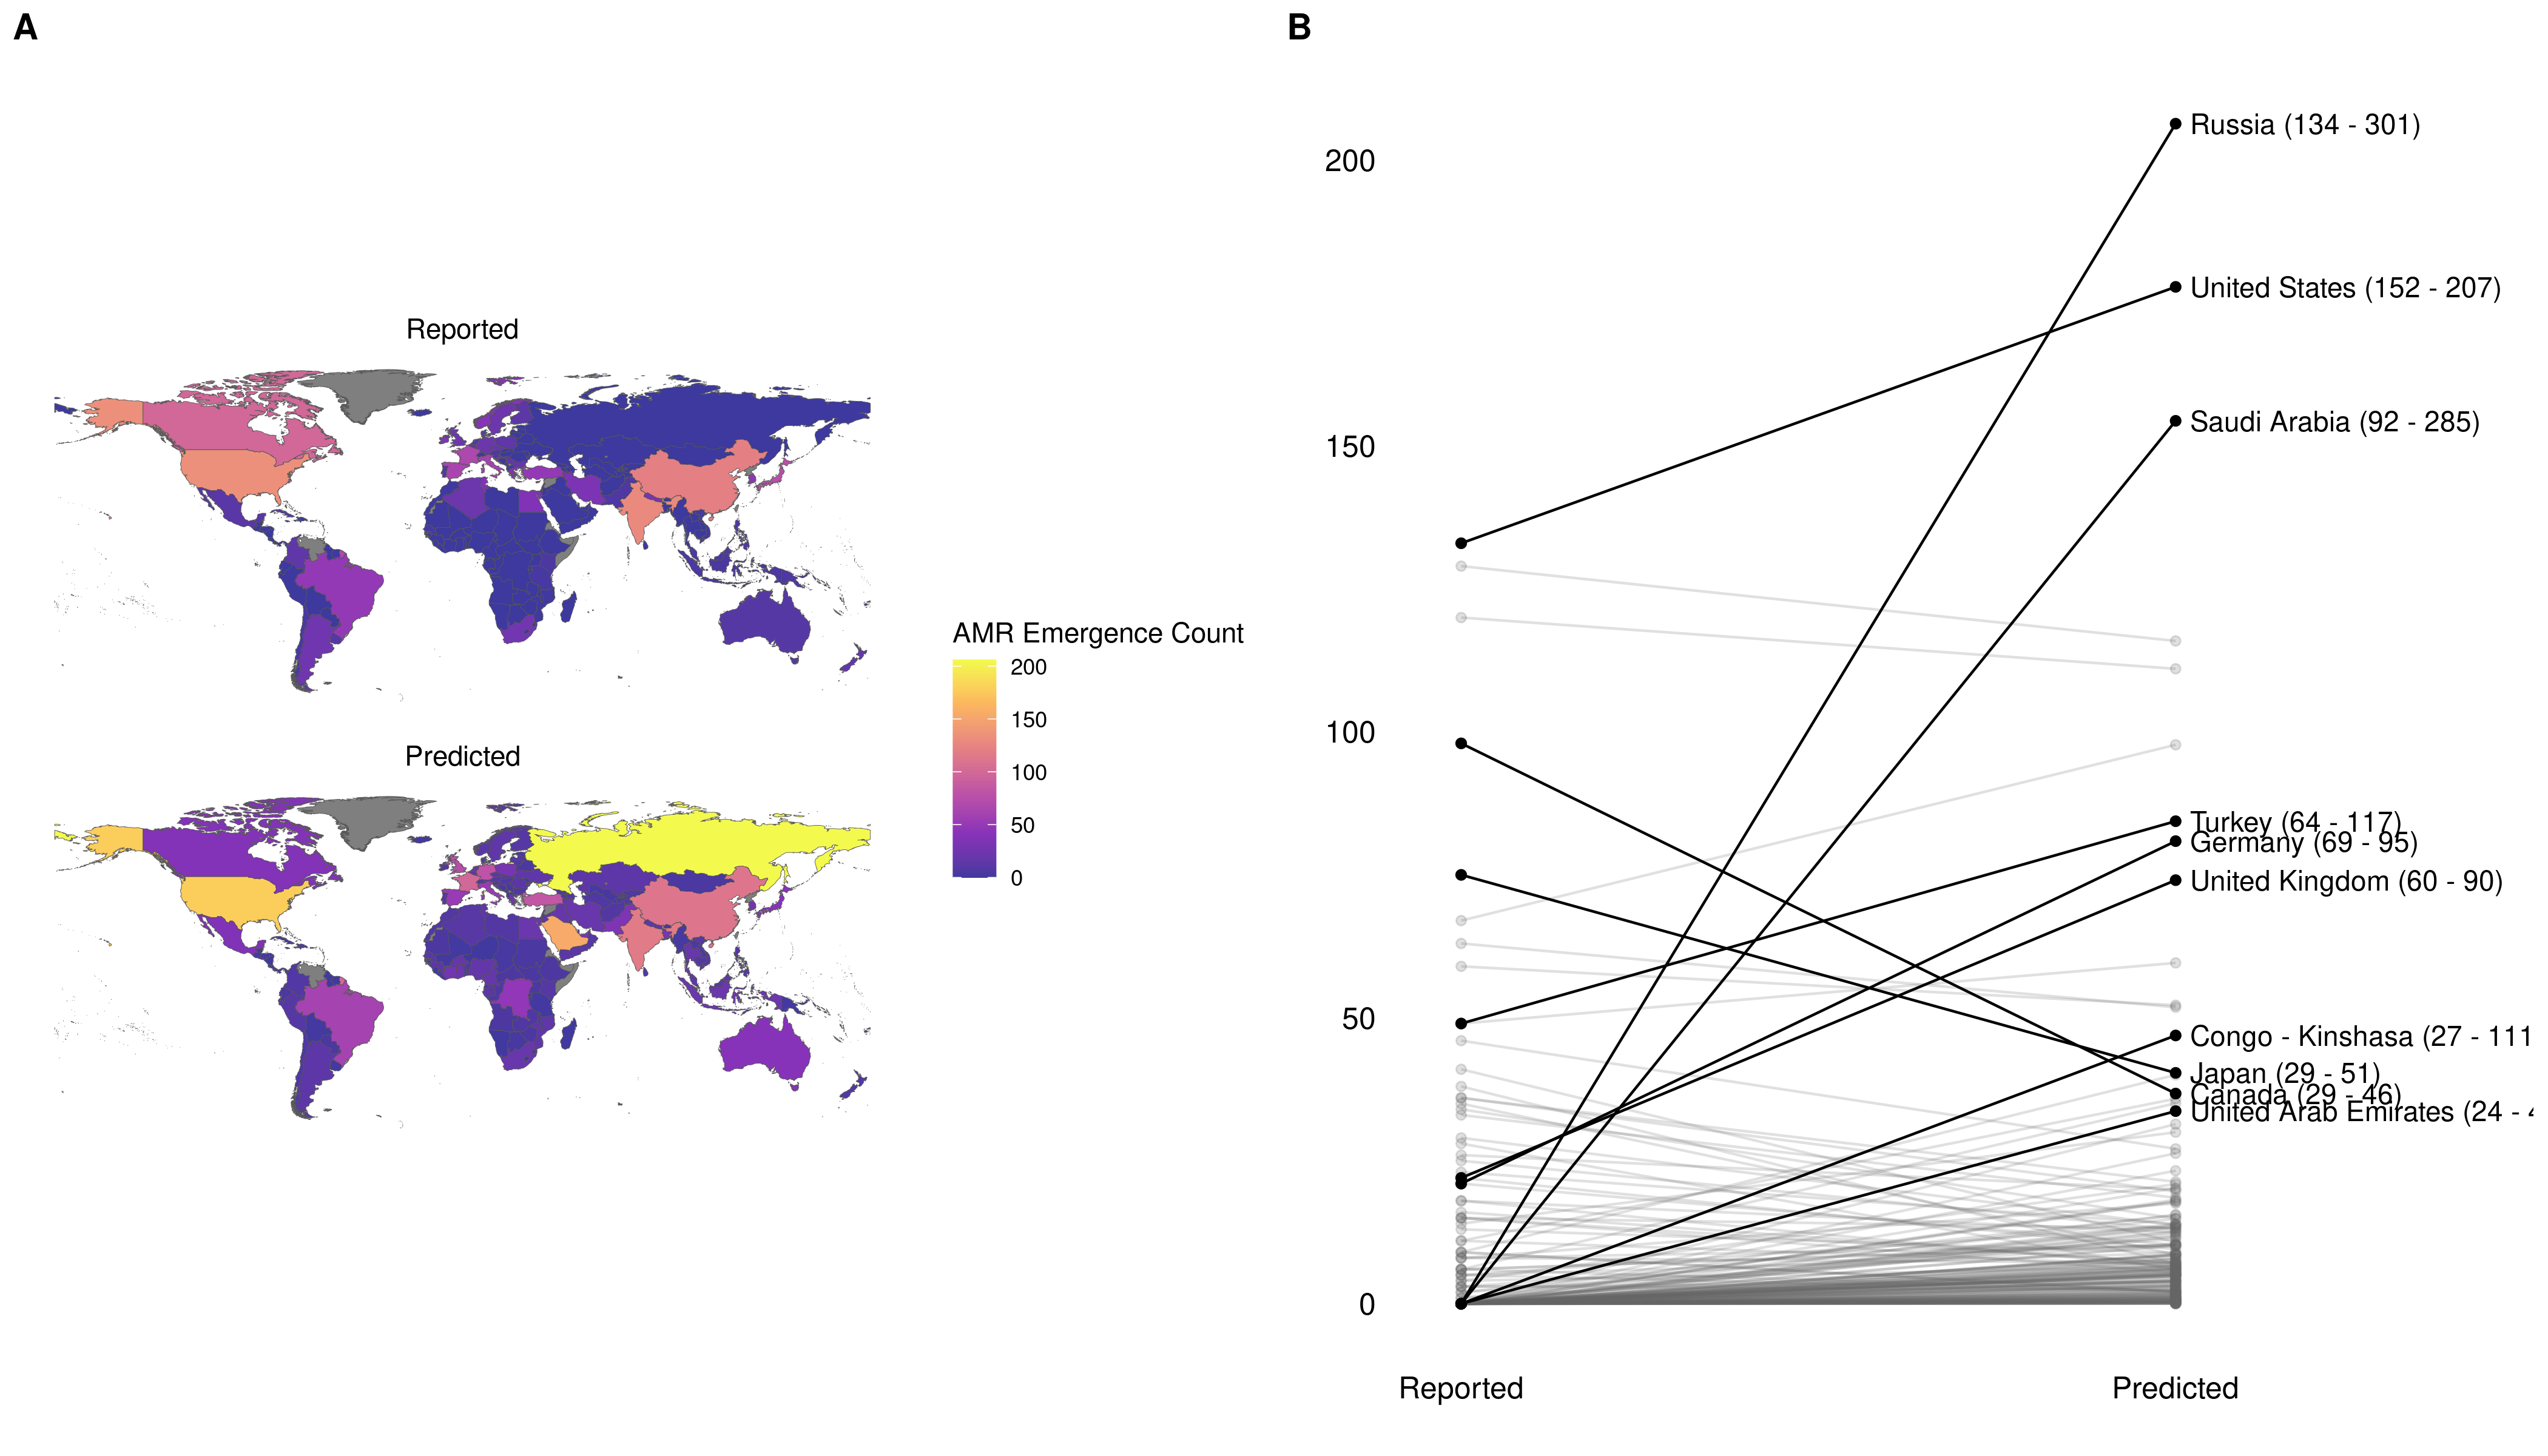 A
Reported
Predicted
AMR Emergence Count
200
150
100
50
0
B
200
150
100
50
0
Russia (134 - 301)
United States (152 - 207)
Saudi Arabia (92 - 285)
Turkey (64 - 117)
Germany (69 - 95)
United Kingdom (60 - 90)
Congo - Kinshasa (27 - 111
Japan (29 - 51)
Canada (29 - 46)
United Arab Emirates (24 -
Reported
Predicted